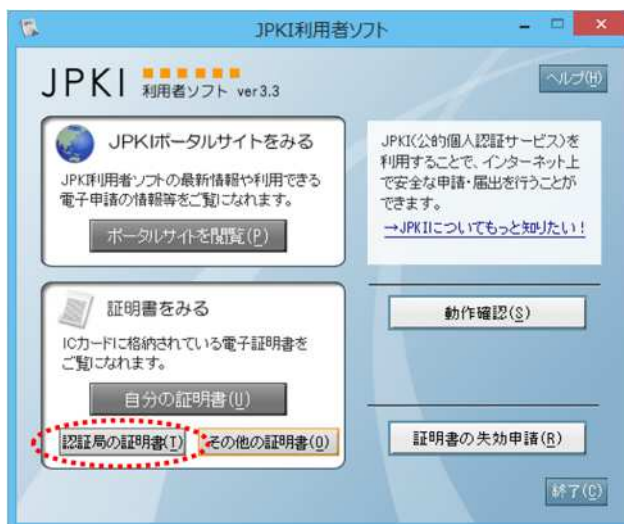 JPKI利用者ソフト
JPKI 利用者ソフト ver3.3
ヘルプ(H)
JPKIポータルサイトをみる
JPKI利用者ソフトの最新情報や利用できる
電子申請の情報等をご覧になれます。
ポータルサイトを閲覧(P)
JPKI(公的個人認証サービス)を
利用することで、インターネット上
で安全な申請・届出を行うことが
できます。
→JPKIについてもっと知りたい!
証明書をみる
ICカードに格納されている電子証明書を
ご覧になれます。
自分の証明書(U)
認証局の証明書(I)
その他の証明書(O)
動作確認(S)
証明書の失効申請(R)
終了(C)